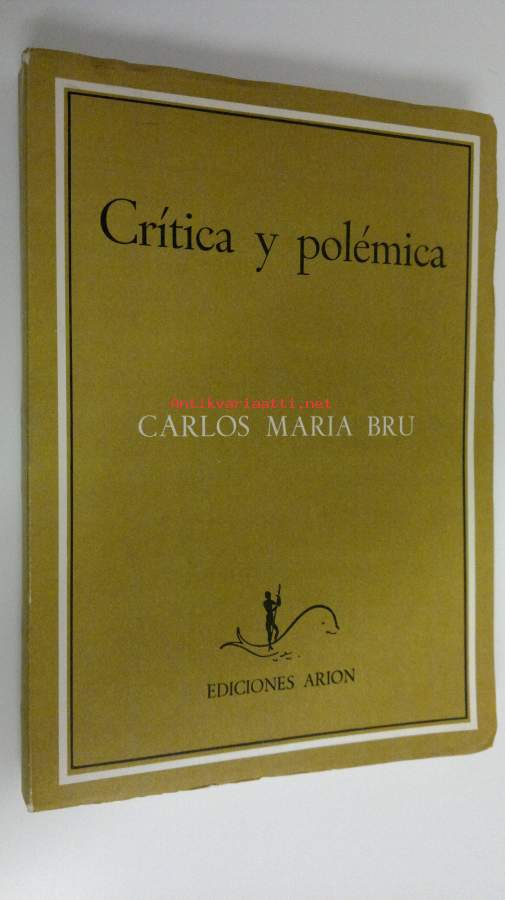 Crítica y polémica
Antikvariaatti.net
CARLOS MARIA BRU
EDICIONES ARION